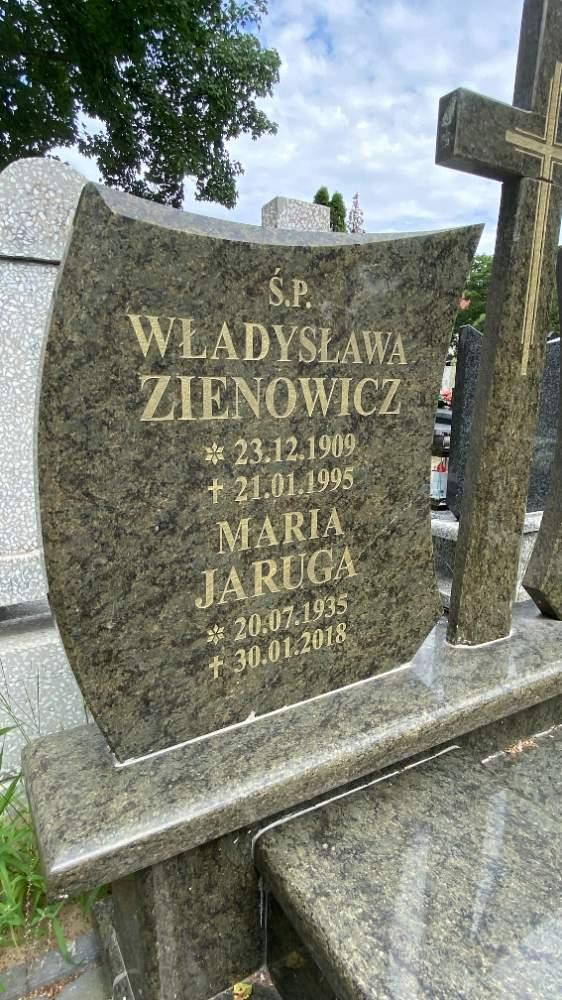 Ś.P.
WŁADYSŁAWA
ZIENOWICZ
✲ 23.12.1909
✝ 21.01.1995
MARIA
JARUGA
✲ 20.07.1935
✝ 30.01.2018